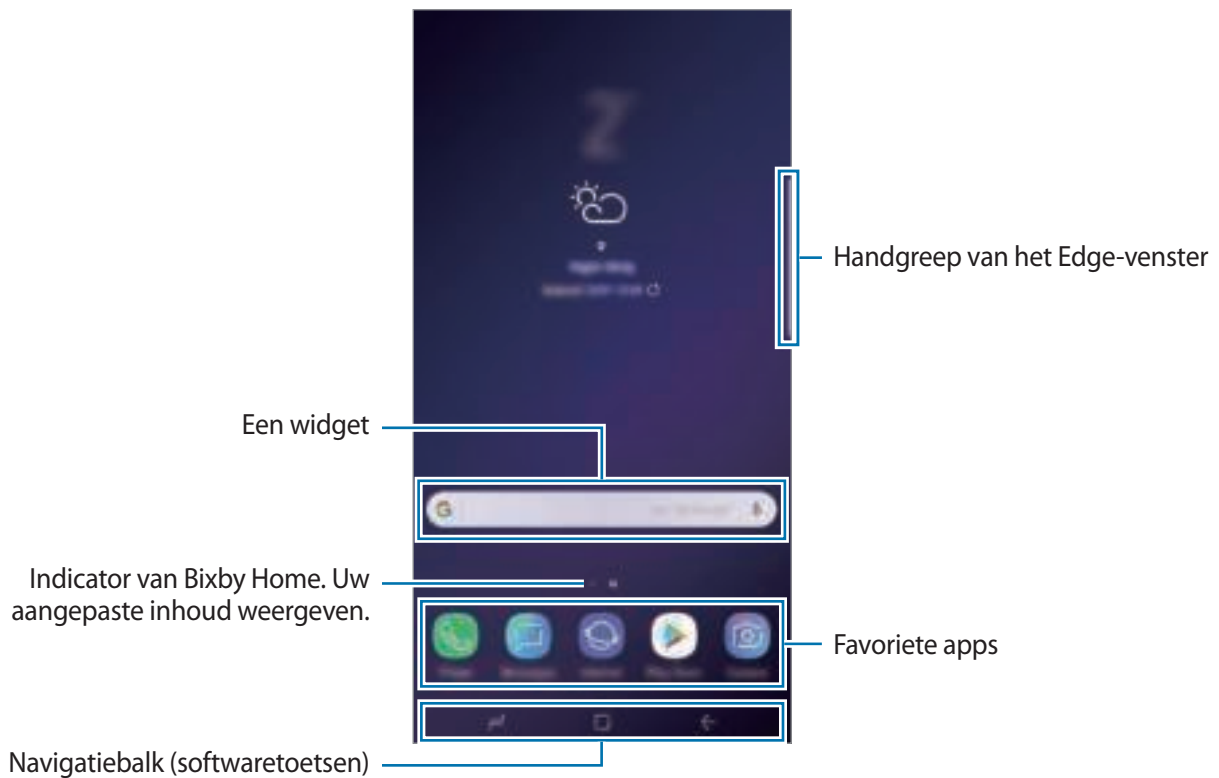 Handgreep van het Edge-venster
Een widget
G
Indicator van Bixby Home. Uw
aangepaste inhoud weergeven.
Favoriete apps
Navigatiebalk (softwaretoetsen)